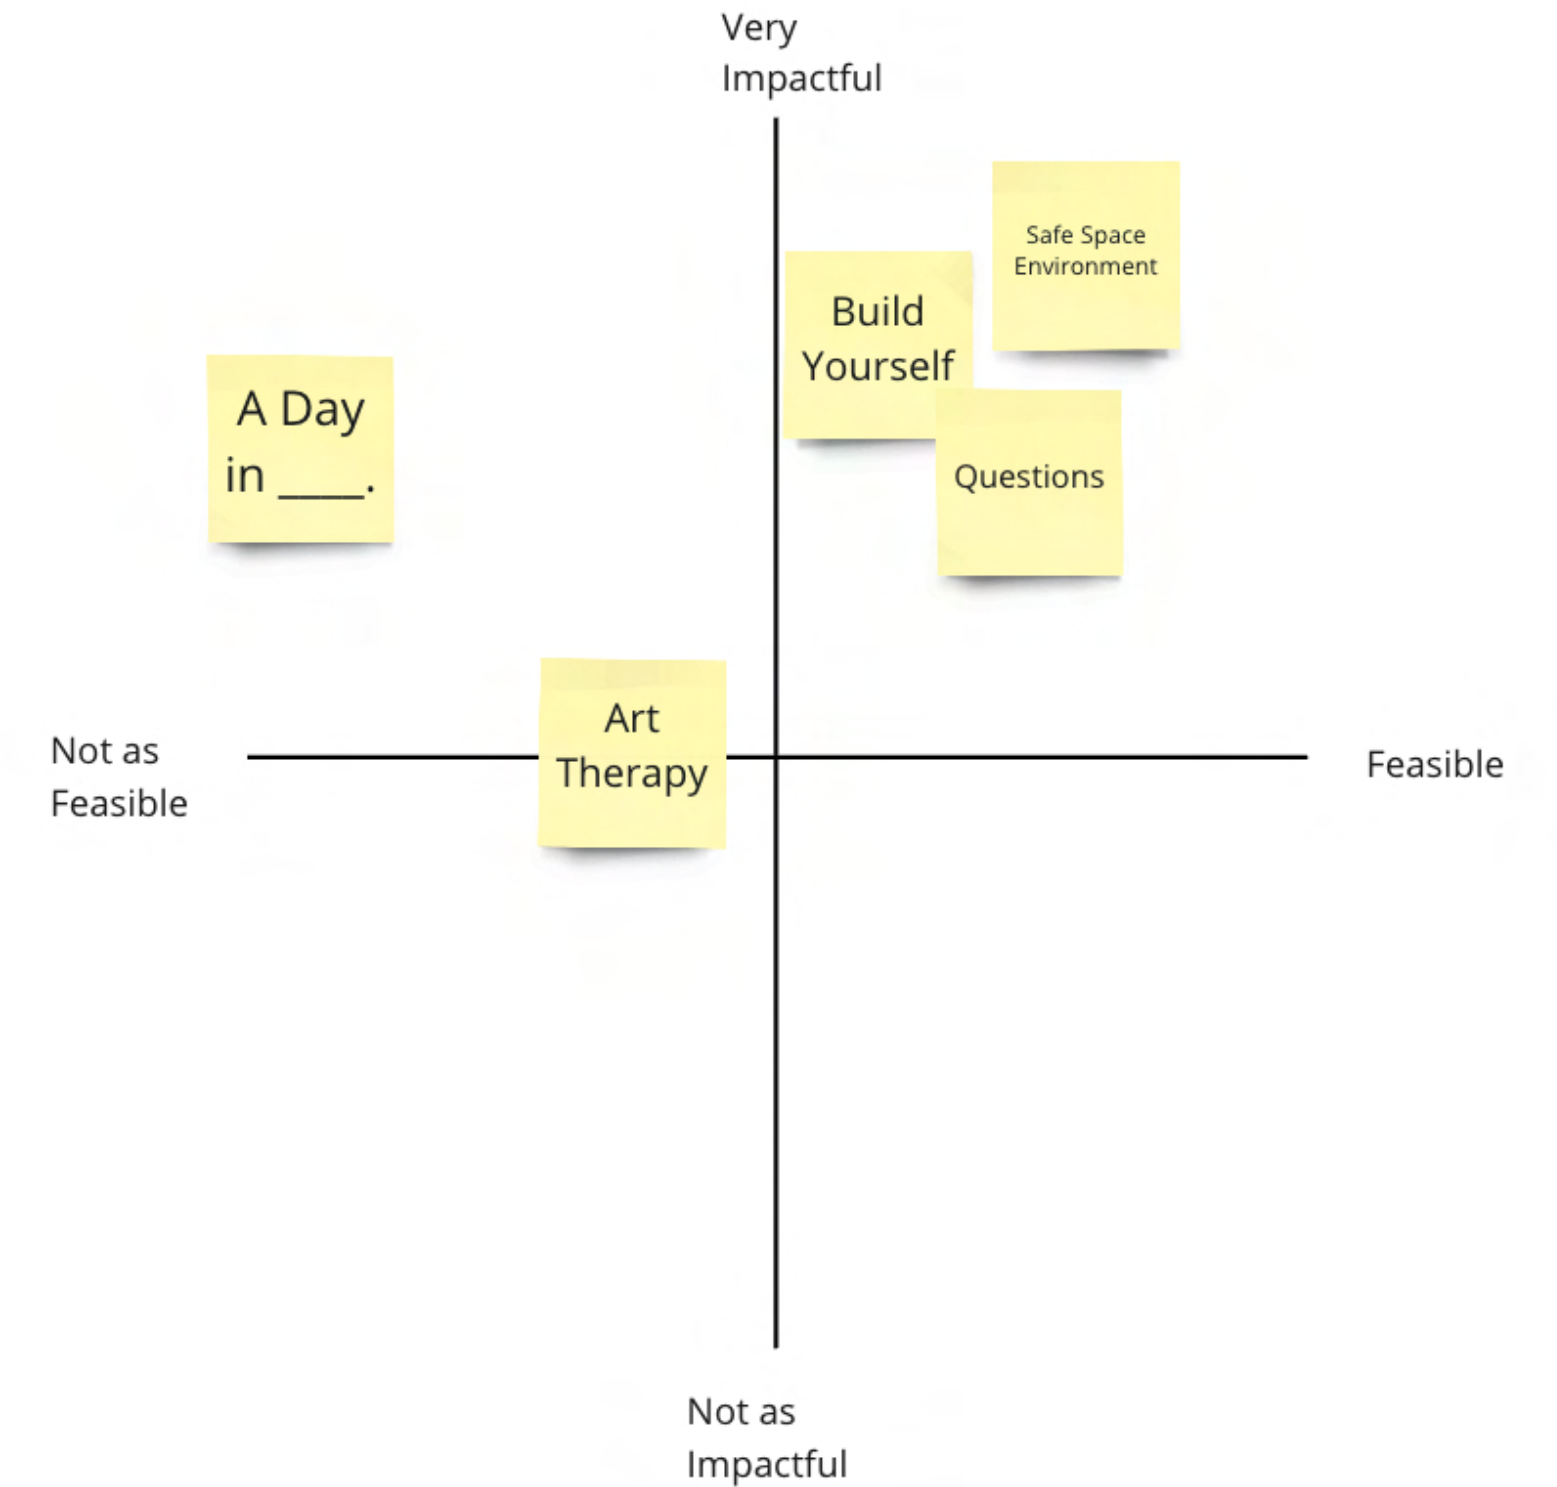 Very
Impactful
Safe Space
Environment
Build
Yourself
A Day
in ____.
Questions
Art
Therapy
Not as
Feasible
Feasible
Not as
Impactful